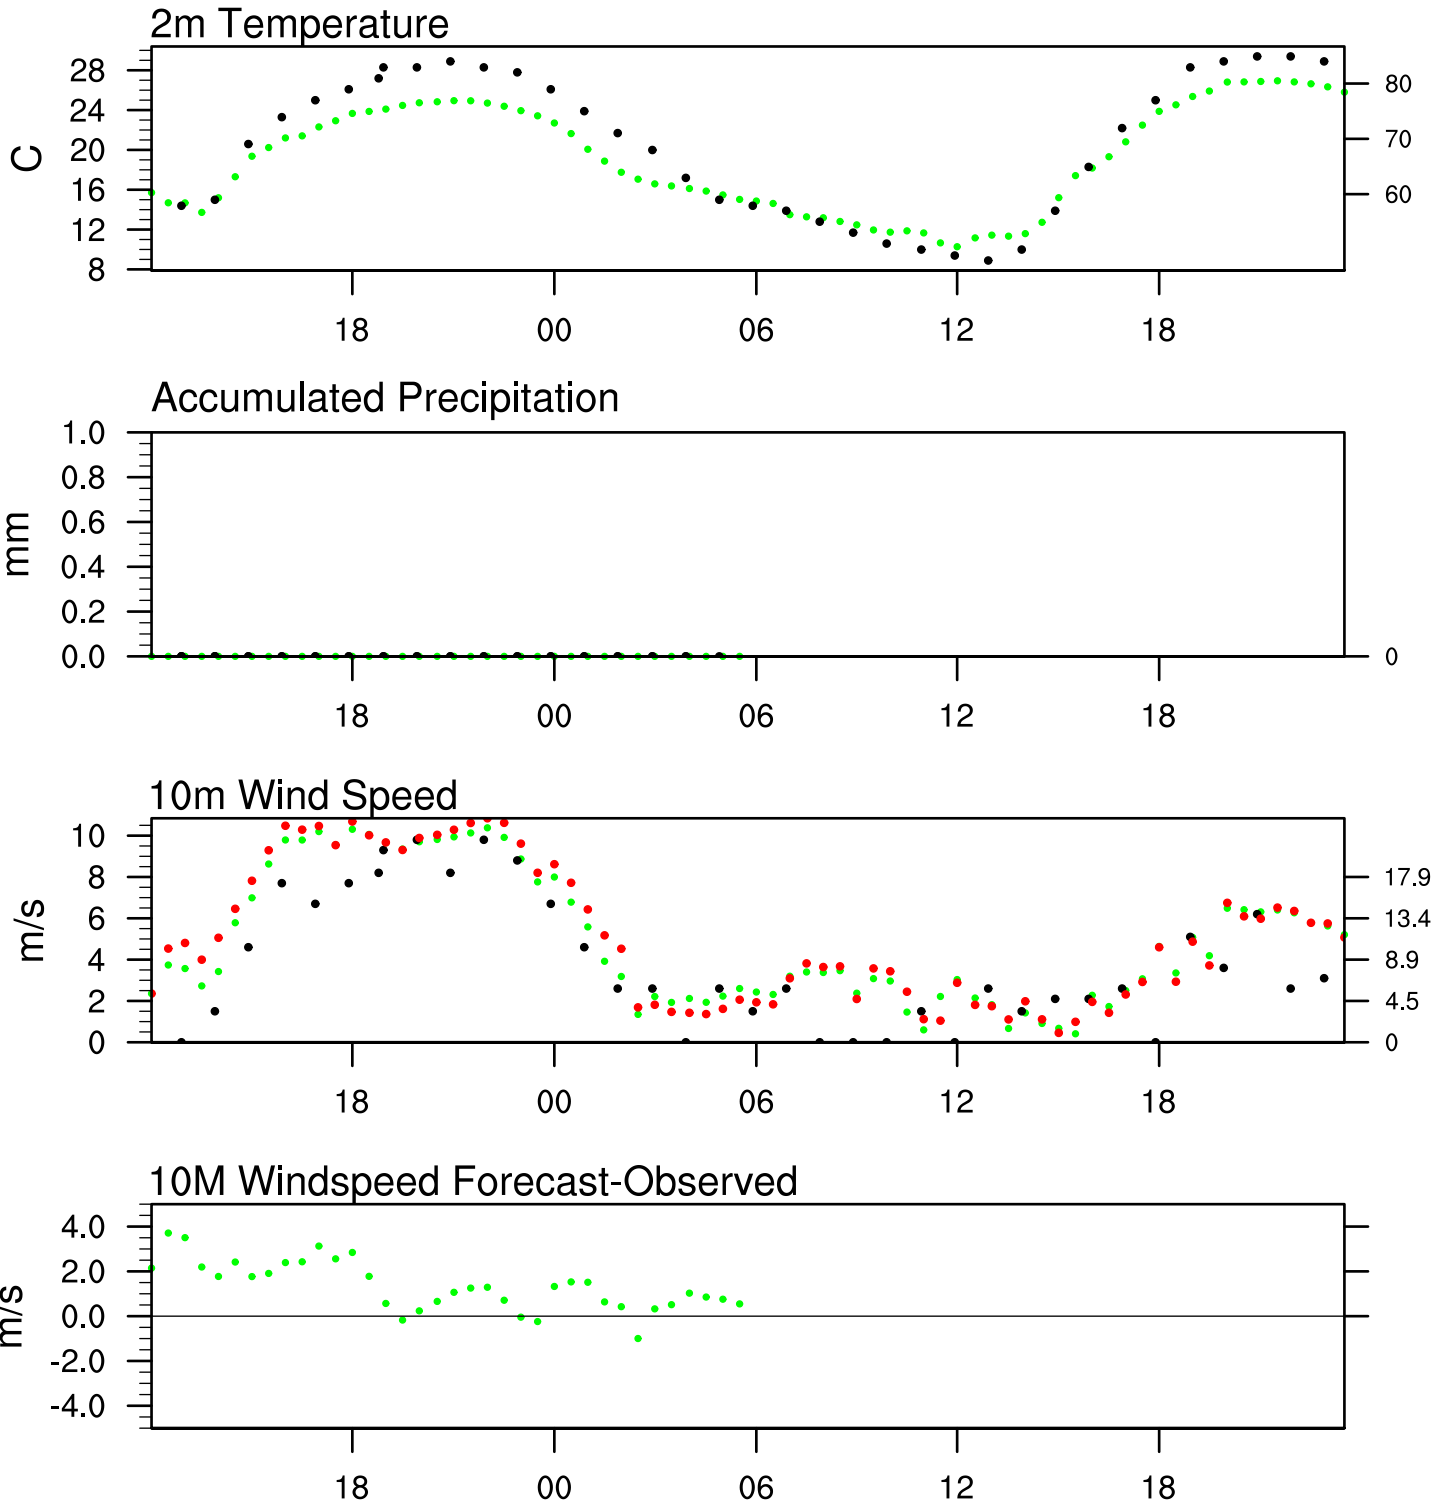 2m Temperature
28
24
20
16
12
8
C
80
70
60
18 00 06 12 18
Accumulated Precipitation
1.0
0.8
0.6
0.4
0.2
0.0
mm
0
18 00 06 12 18
10m Wind Speed
10
8
6
4
2
0
m/s
17.9
13.4
8.9
4.5
0
18 00 06 12 18
10M Windspeed Forecast-Observed
4.0
2.0
0.0
-2.0
-4.0
m/s
18 00 06 12 18